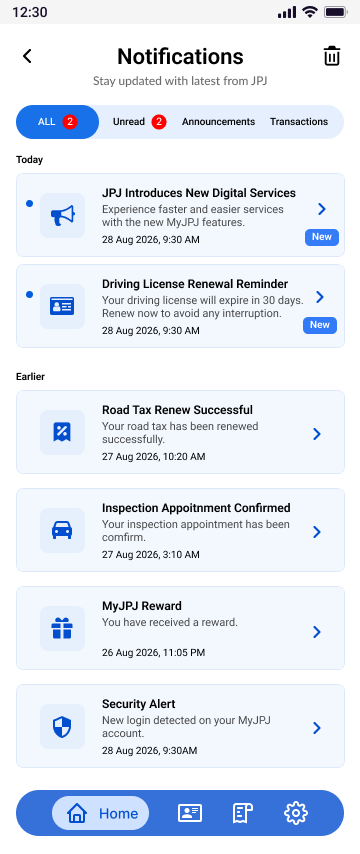 12:30
Notifications
Stay updated with latest from JPJ
ALL 2 Unread 2 Announcements Transactions
Today
JPJ Introduces New Digital Services
Experience faster and easier services
with the new MyJPJ features.
28 Aug 2026, 9:30 AM
New
Driving License Renewal Reminder
Your driving license will expire in 30 days.
Renew now to avoid any interruption.
28 Aug 2026, 9:30 AM
New
Earlier
Road Tax Renew Successful
Your road tax has been renewed
successfully.
27 Aug 2026, 10:20 AM
Inspection Appoitnment Confirmed
Your inspection appointment has been
comfirm.
27 Aug 2026, 3:10 AM
MyJPJ Reward
You have received a reward.
26 Aug 2026, 11:05 PM
Security Alert
New login detected on your MyJPJ
account.
28 Aug 2026, 9:30AM
Home